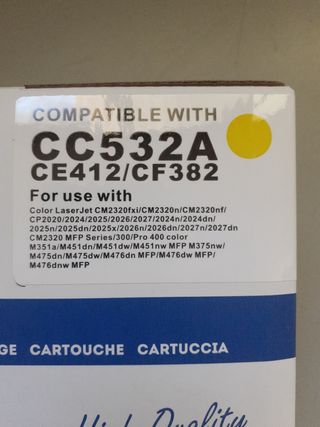 COMPATIBLE WITH
CC532A
CE412/CF382
For use with
Color LaserJet CM2320fxi/CM2320n/CM2320nf/
CP2020/2024/2025/2026/2027/2024n/2024dn/
2025n/2025dn/2025x/2026n/2026dn/2027n/2027dn
CM2320 MFP Series/300/Pro 400 color
M351a/M451dn/M451dw/M451nw MFP M375nw/
M475dn/M475dw/M476dn MFP/M476dw MFP/
M476dnw MFP
GE CARTOUCHE CARTUCCIA
High Quality